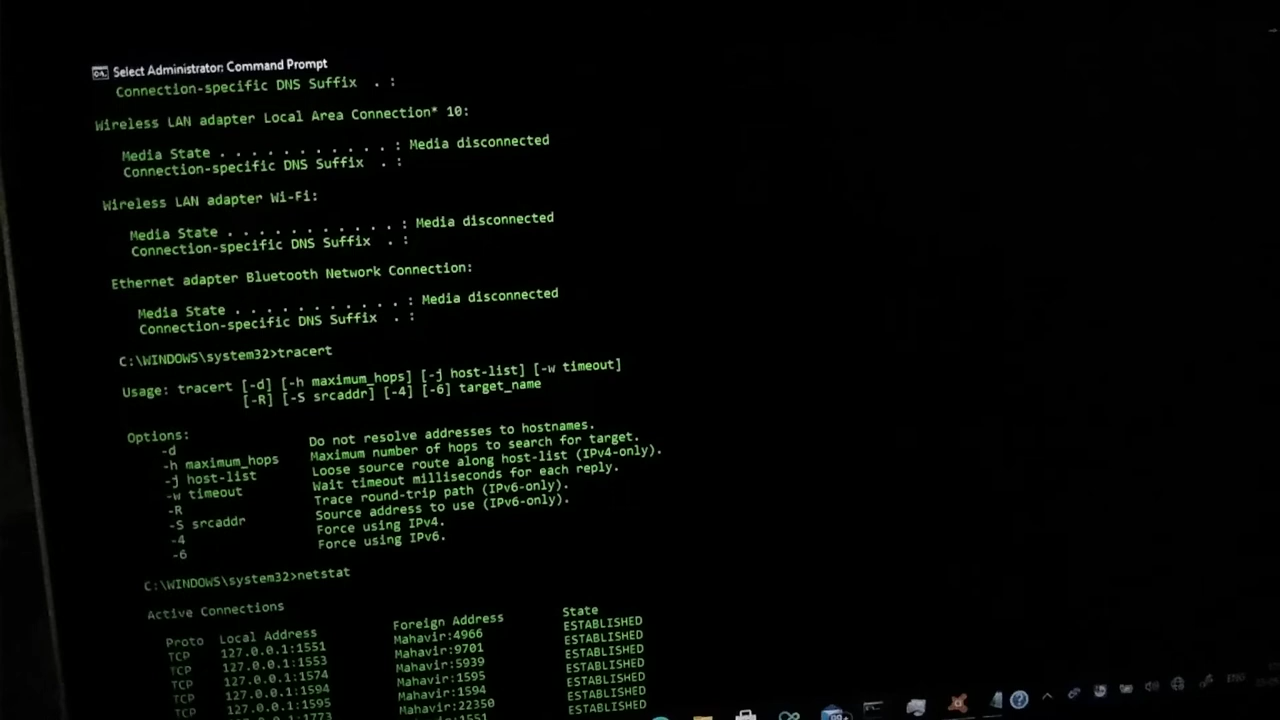 Select Administrator: Command Prompt
Connection-specific DNS Suffix  . :
Wireless LAN adapter Local Area Connection* 10:
Media State . . . . . . . . . . . : Media disconnected
Connection-specific DNS Suffix  . :
Wireless LAN adapter Wi-Fi:
Media State . . . . . . . . . . . : Media disconnected
Connection-specific DNS Suffix  . :
Ethernet adapter Bluetooth Network Connection:
Media State . . . . . . . . . . . : Media disconnected
Connection-specific DNS Suffix  . :
C:\WINDOWS\system32>tracert
Usage: tracert [-d] [-h maximum_hops] [-j host-list] [-w timeout]
[-R] [-S srcaddr] [-4] [-6] target_name
Options:
-d Do not resolve addresses to hostnames.
-h maximum_hops Maximum number of hops to search for target.
-j host-list Loose source route along host-list (IPv4-only).
-w timeout Wait timeout milliseconds for each reply.
-R Trace round-trip path (IPv6-only).
-S srcaddr Source address to use (IPv6-only).
-4 Force using IPv4.
-6 Force using IPv6.
C:\WINDOWS\system32>netstat
Active Connections
Proto Local Address Foreign Address State
TCP 127.0.0.1:1551 Mahavir:4966 ESTABLISHED
TCP 127.0.0.1:1553 Mahavir:9701 ESTABLISHED
TCP 127.0.0.1:1574 Mahavir:5939 ESTABLISHED
TCP 127.0.0.1:1594 Mahavir:1595 ESTABLISHED
TCP 127.0.0.1:1595 Mahavir:1594 ESTABLISHED
127.0.0.1:1773 Mahavir:22350 ESTABLISHED
Mahavir:1551
ENG